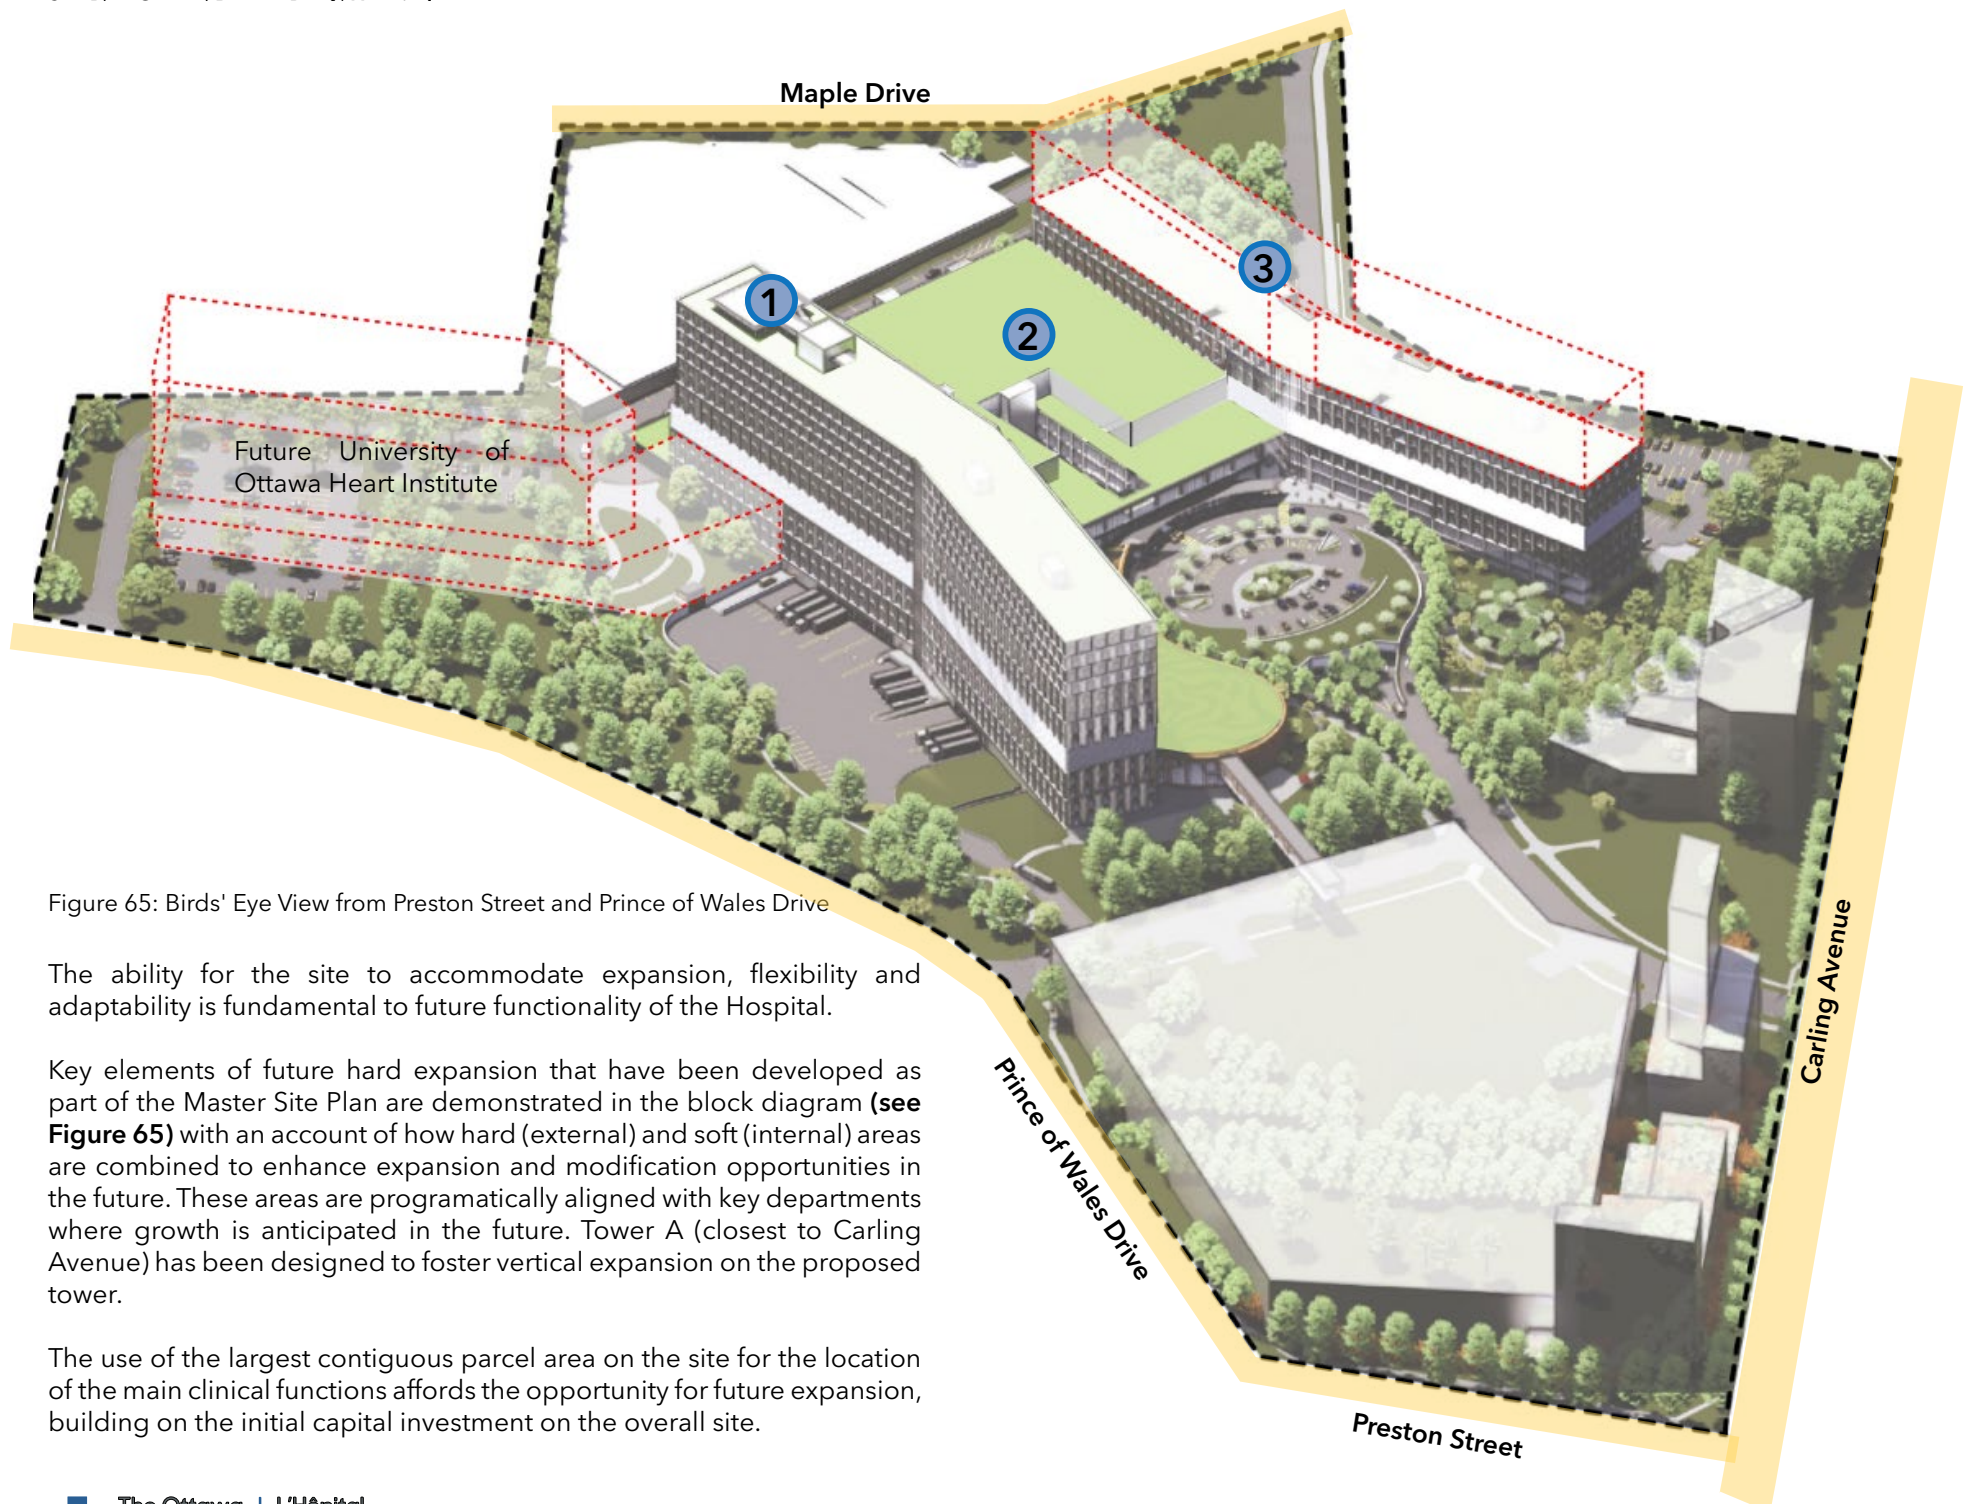 Maple Drive
1
2
3
Future University of
Ottawa Heart Institute
Carling Avenue
Prince of Wales Drive
Preston Street
Figure 65: Birds' Eye View from Preston Street and Prince of Wales Drive
The ability for the site to accommodate expansion, flexibility and
adaptability is fundamental to future functionality of the Hospital.
Key elements of future hard expansion that have been developed as
part of the Master Site Plan are demonstrated in the block diagram (see
Figure 65) with an account of how hard (external) and soft (internal) areas
are combined to enhance expansion and modification opportunities in
the future. These areas are programatically aligned with key departments
where growth is anticipated in the future. Tower A (closest to Carling
Avenue) has been designed to foster vertical expansion on the proposed
tower.
The use of the largest contiguous parcel area on the site for the location
of the main clinical functions affords the opportunity for future expansion,
building on the initial capital investment on the overall site.
The Ottawa | L'Hôpital